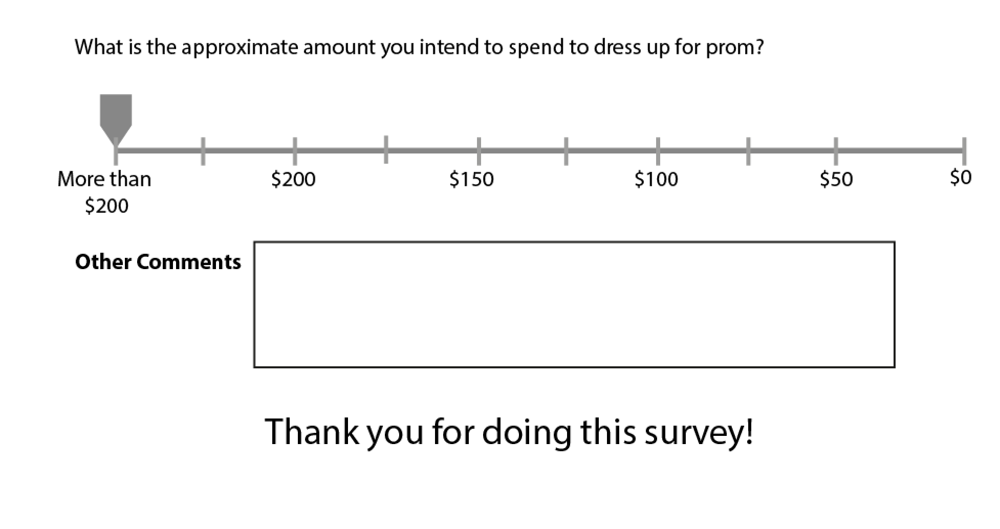 What is the approximate amount you intend to spend to dress up for prom?
More than $200 $150 $100 $50 $0
$200
Other Comments
Thank you for doing this survey!